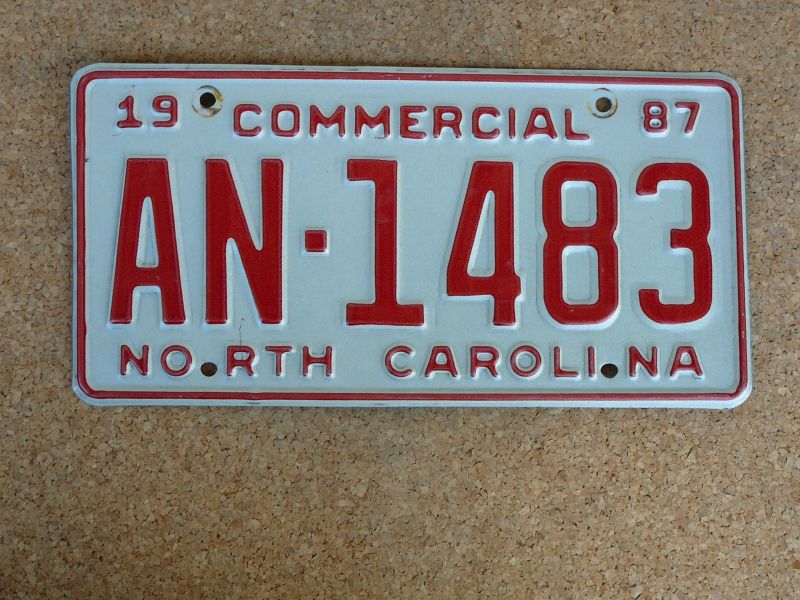 19 COMMERCIAL 87
AN·1483
NORTH CAROLINA